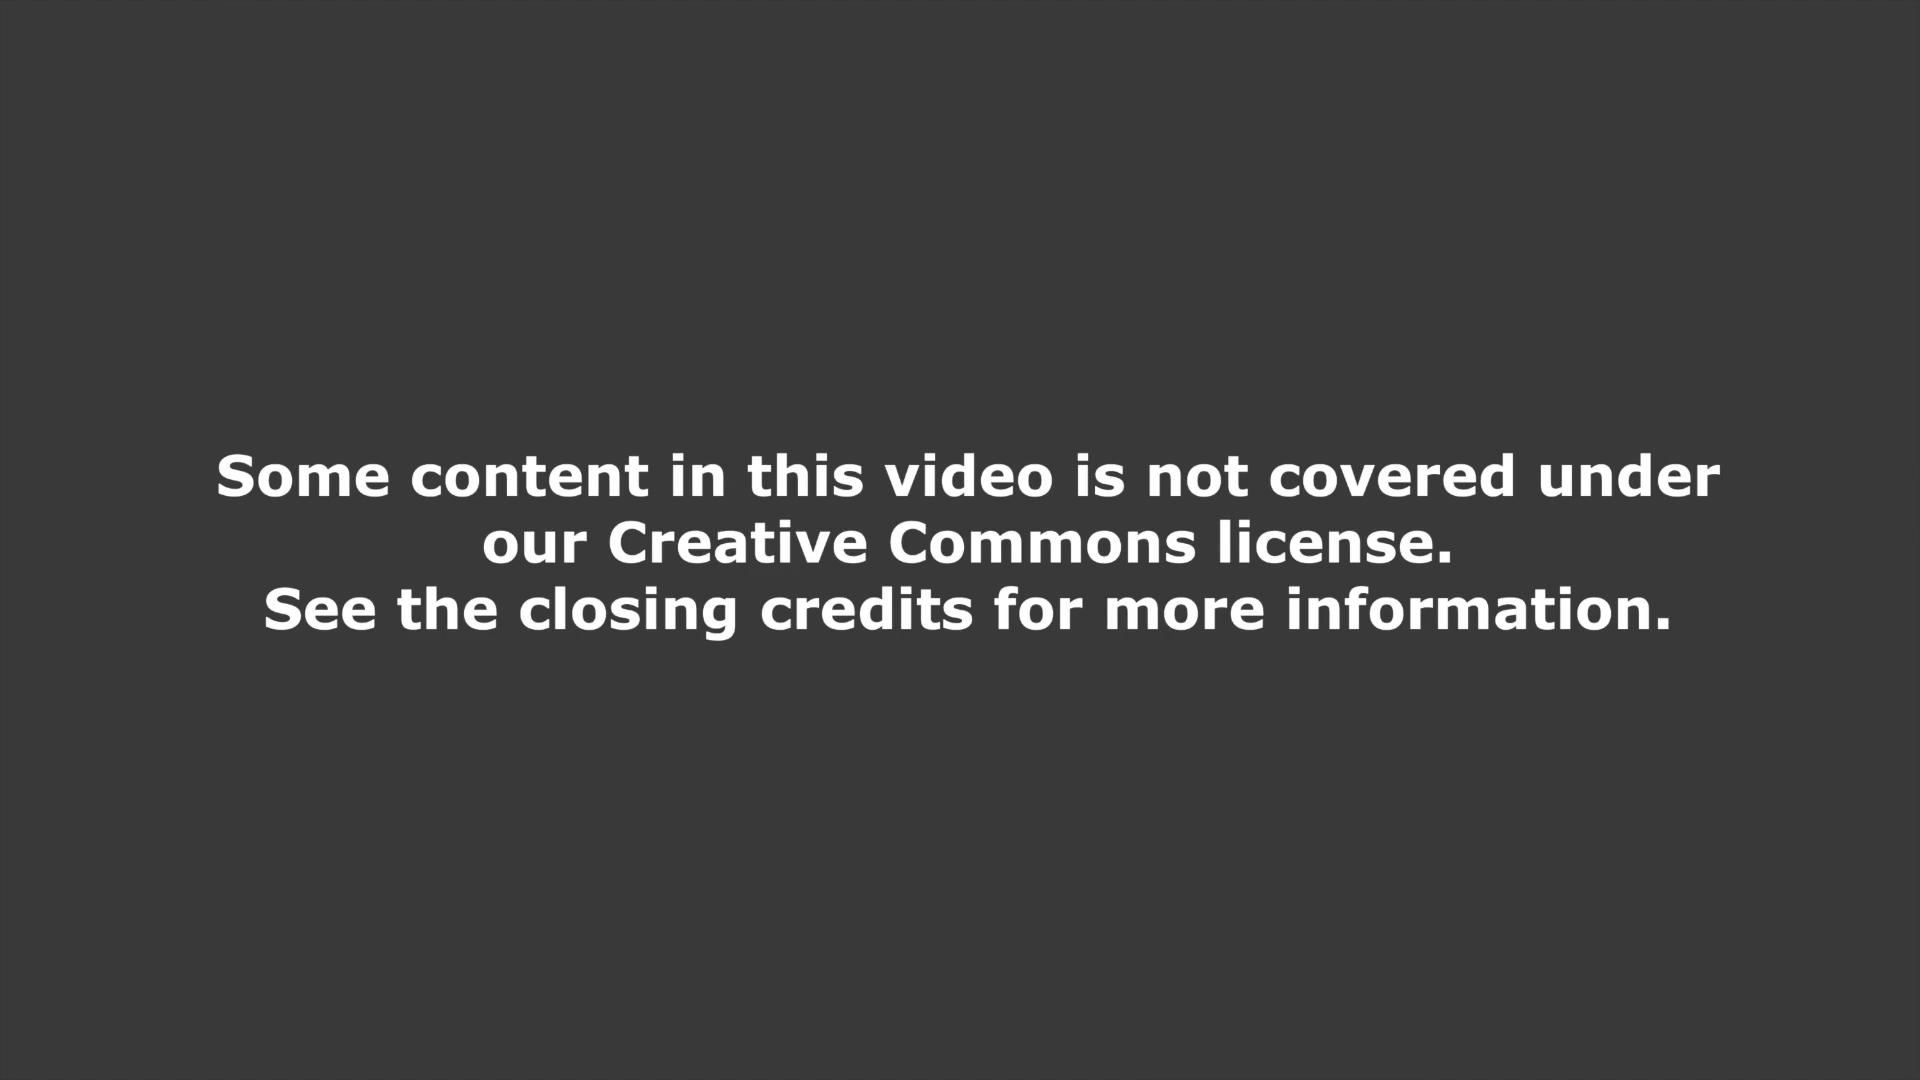 Some content in this video is not covered under
our Creative Commons license.
See the closing credits for more information.